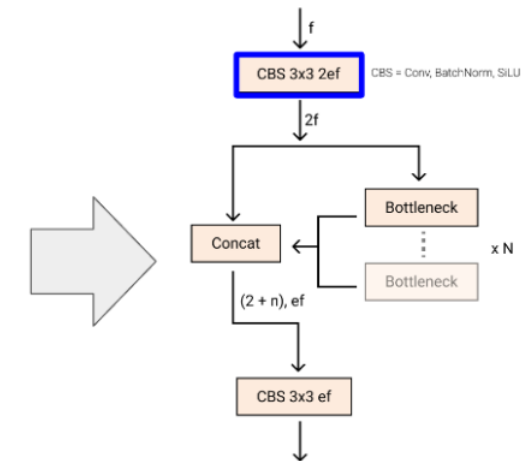 f
CBS 3x3 2ef
CBS = Conv, BatchNorm, SiLU
2f
Bottleneck
Concat
x N
Bottleneck
(2 + n), ef
CBS 3x3 ef